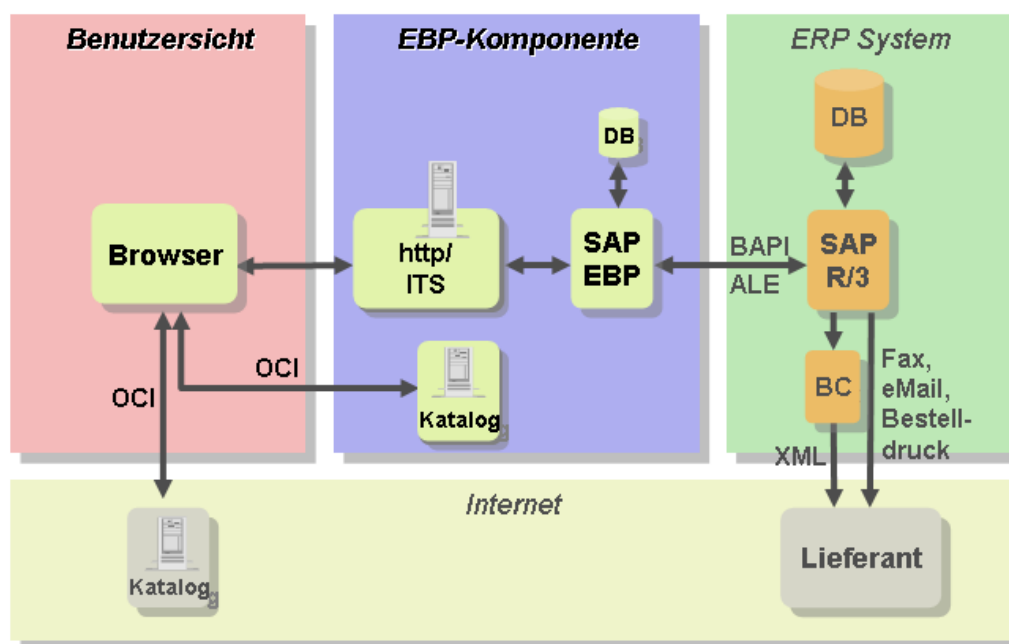 Benutzersicht
EBP-Komponente
ERP System
DB
DB
Browser
http/
ITS
SAP
EBP
BAPI
ALE
SAP
R/3
OCI
OCI
Katalog
BC
Fax,
eMail,
Bestell-
druck
XML
Internet
Katalog
Lieferant